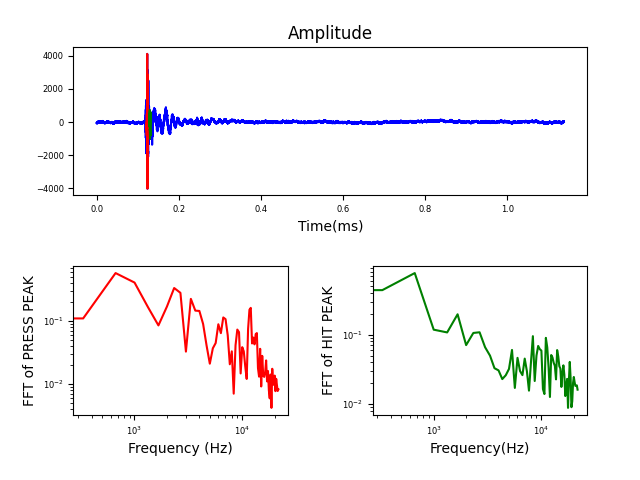 Amplitude
4000
2000
0
−2000
−4000
0.0 0.2 0.4 0.6 0.8 1.0
Time(ms)
FFT of PRESS PEAK
10⁻¹
10⁻²
10³ 10⁴
Frequency (Hz)
FFT of HIT PEAK
10⁻¹
10⁻²
10³ 10⁴
Frequency(Hz)